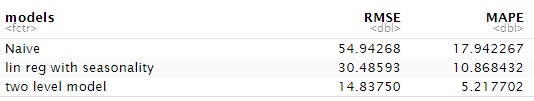 models RMSE MAPE
<fctr> <dbl> <dbl>
Naive 54.94268 17.942267
lin reg with seasonality 30.48593 10.868432
two level model 14.83750 5.217702